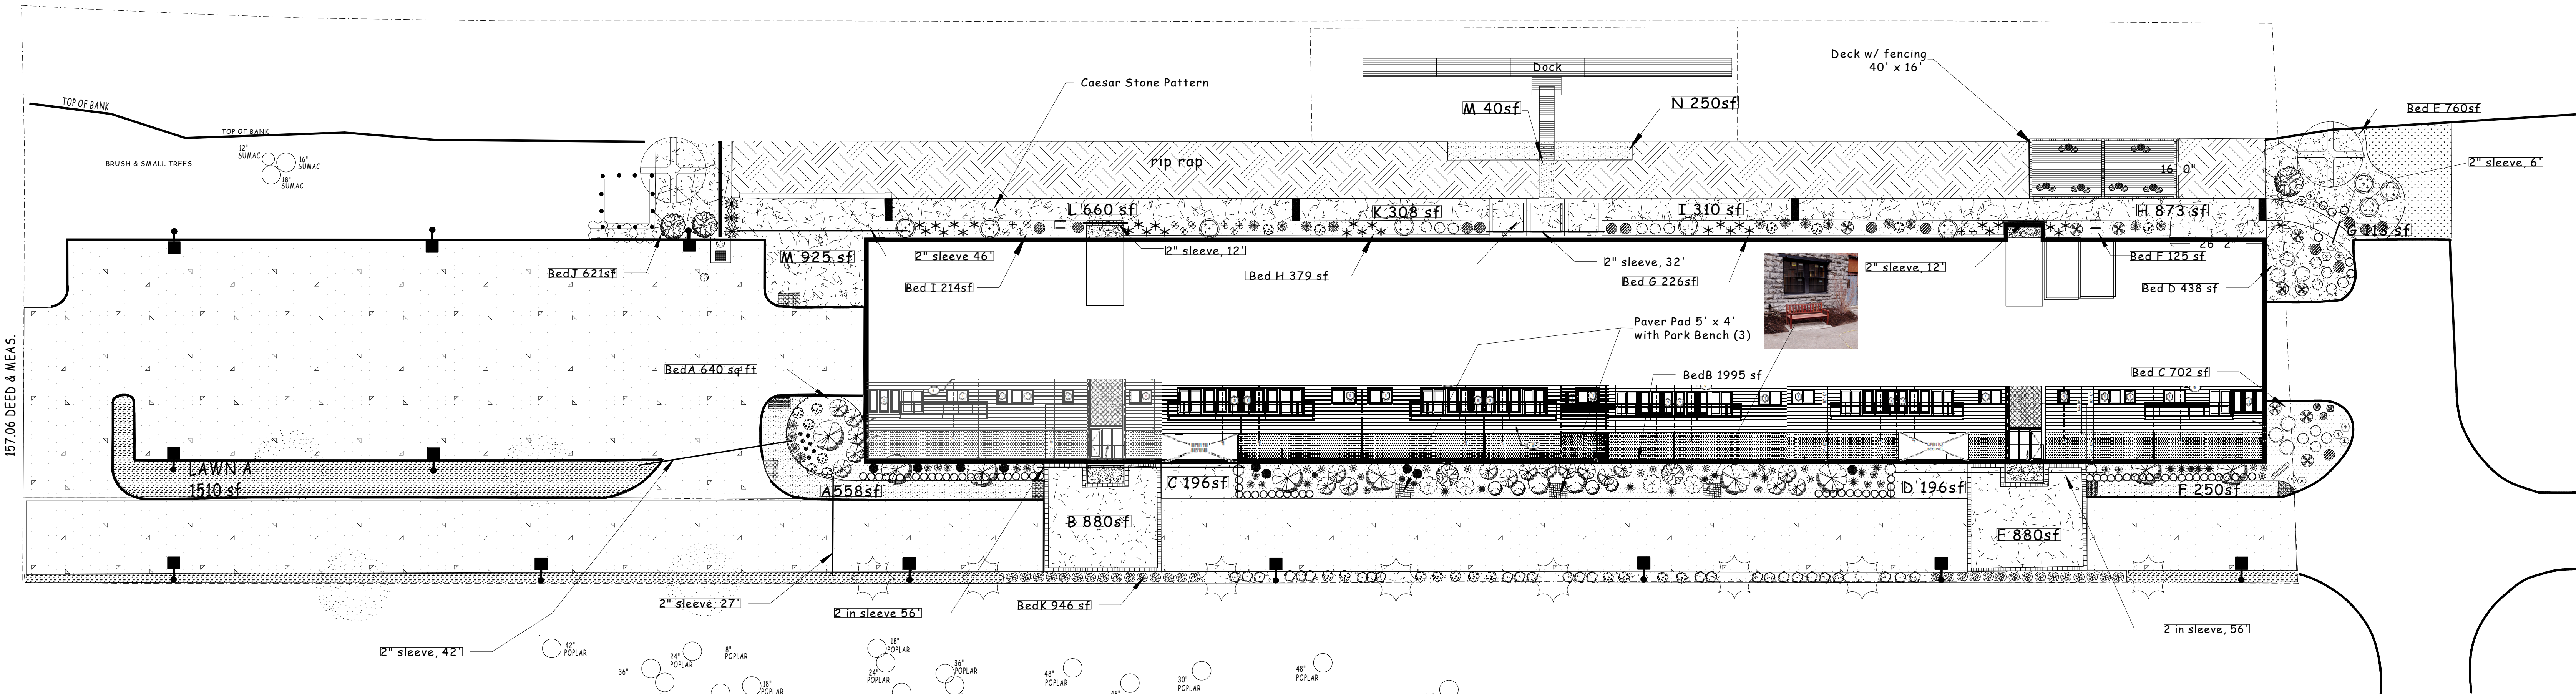 Dock
Deck w/ fencing
40' x 16'
Caesar Stone Pattern
M 40sf
N 250sf
Bed E 760sf
TOP OF BANK
TOP OF BANK
12"
SUMAC
16"
SUMAC
18"
SUMAC
BRUSH & SMALL TREES
rip rap
2" sleeve, 6'
L 660 sf
K 308 sf
I 310 sf
H 873 sf
G 113 sf
26' 2"
M 925 sf
2" sleeve 46'
2" sleeve, 12'
2" sleeve, 32'
2" sleeve, 12'
Bed F 125 sf
BedJ 621sf
Bed I 214sf
Bed H 379 sf
Bed G 226sf
Bed D 438 sf
Paver Pad 5' x 4'
with Park Bench (3)
157.06 DEED & MEAS.
BedA 640 sq ft
BedB 1995 sf
Bed C 702 sf
LAWN A
1510 sf
A558sf
C 196sf
D 196sf
F 250sf
B 880sf
E 880sf
2" sleeve, 27'
2 in sleeve 56'
BedK 946 sf
2 in sleeve, 56'
2" sleeve, 42'
42"
POPLAR
24"
POPLAR
8"
POPLAR
36"
18"
POPLAR
18"
POPLAR
24"
POPLAR
36"
POPLAR
48"
POPLAR
48"
30"
POPLAR
48"
POPLAR